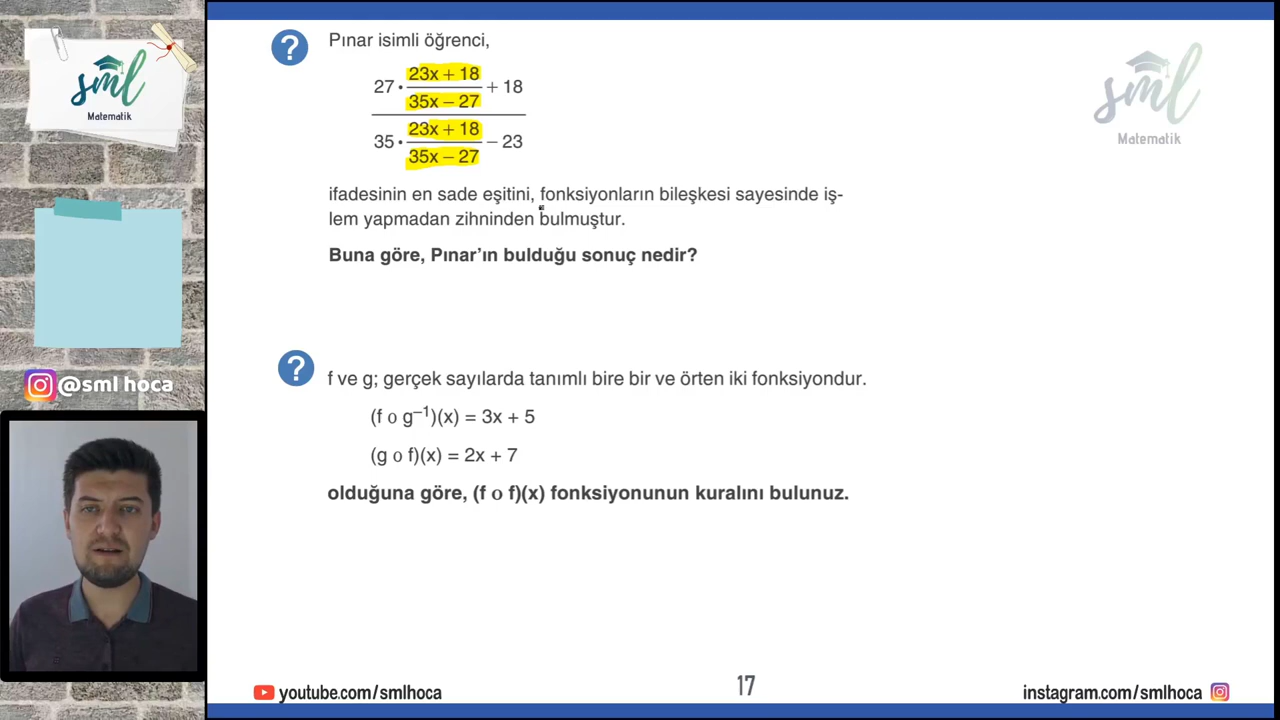 sml
Matematik
@sml hoca
? Pınar isimli öğrenci,
27 • (23x + 18)/(35x – 27) + 18
35 • (23x + 18)/(35x – 27) – 23
ifadesinin en sade eşitini, fonksiyonların bileşkesi sayesinde iş-
lem yapmadan zihninden bulmuştur.
Buna göre, Pınar’ın bulduğu sonuç nedir?
? f ve g; gerçek sayılarda tanımlı bire bir ve örten iki fonksiyondur.
(f o g⁻¹)(x) = 3x + 5
(g o f)(x) = 2x + 7
olduğuna göre, (f o f)(x) fonksiyonunun kuralını bulunuz.
sml
Matematik
youtube.com/smlhoca
17
instagram.com/smlhoca